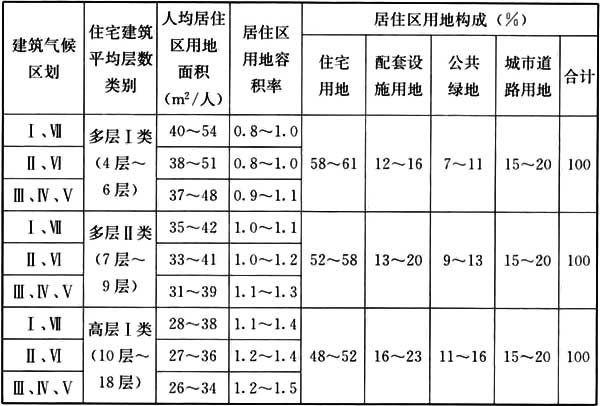 建筑气候区划 住宅建筑平均层数类别 人均居住区用地面积（m²/人） 居住区用地容积率 居住区用地构成（%）
住宅用地 配套设施用地 公共绿地 城市道路用地 合计
Ⅰ、Ⅶ 多层Ⅰ类（4层～6层） 40～54 0.8～1.0 58～61 12～16 7～11 15～20 100
Ⅱ、Ⅵ 38～51 0.8～1.0
Ⅲ、Ⅳ、Ⅴ 37～48 0.9～1.1
Ⅰ、Ⅶ 多层Ⅱ类（7层～9层） 35～42 1.0～1.1 52～58 13～20 9～13 15～20 100
Ⅱ、Ⅵ 33～41 1.0～1.2
Ⅲ、Ⅳ、Ⅴ 31～39 1.1～1.3
Ⅰ、Ⅶ 高层Ⅰ类（10层～18层） 28～38 1.1～1.4 48～52 16～23 11～16 15～20 100
Ⅱ、Ⅵ 27～36 1.2～1.4
Ⅲ、Ⅳ、Ⅴ 26～34 1.2～1.5